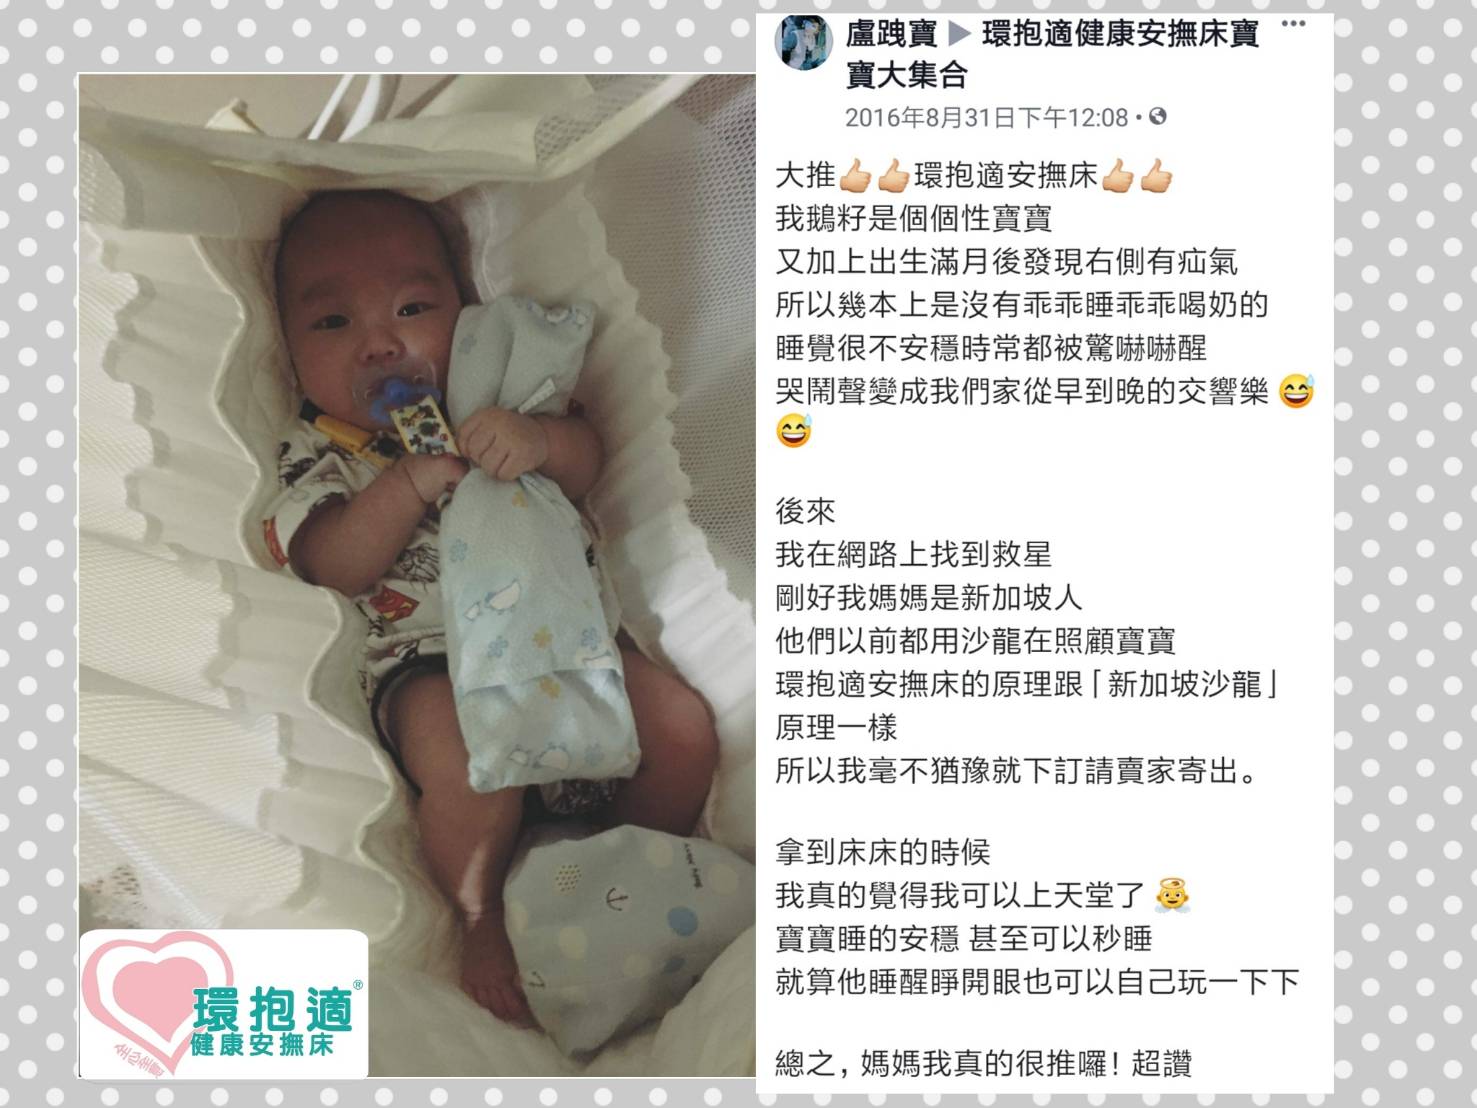 盧跩寶 ▶ 環抱適健康安撫床寶
寶大集合
2016年8月31日下午12:08
大推👍👍環抱適安撫床👍👍
我鵝籽是個個性寶寶
又加上出生滿月後發現右側有疝氣
所以幾本上是沒有乖乖睡乖乖喝奶的
睡覺很不安穩時常都被驚嚇嚇醒
哭鬧聲變成我們家從早到晚的交響樂😅
😅
後來
我在網路上找到救星
剛好我媽媽是新加坡人
他們以前都用沙龍在照顧寶寶
環抱適安撫床的原理跟「新加坡沙龍」
原理一樣
所以我毫不猶豫就下訂請賣家寄出。
拿到床床的時候
我真的覺得我可以上天堂了👼
寶寶睡的安穩 甚至可以秒睡
就算他睡醒睜開眼也可以自己玩一下下
總之，媽媽我真的很推囉！超讚
環抱適®
健康安撫床